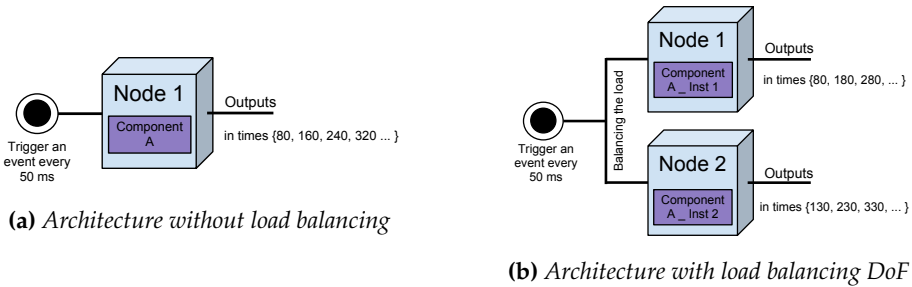 Node 1
Component
A
Outputs
in times {80, 160, 240, 320 ... }
Trigger an
event every
50 ms
(a) Architecture without load balancing
Node 1
Component
A _ Inst 1
Outputs
in times {80, 180, 280, ... }
Balancing the load
Trigger an
event every
50 ms
Node 2
Component
A _ Inst 2
Outputs
in times {130, 230, 330, ... }
(b) Architecture with load balancing DoF